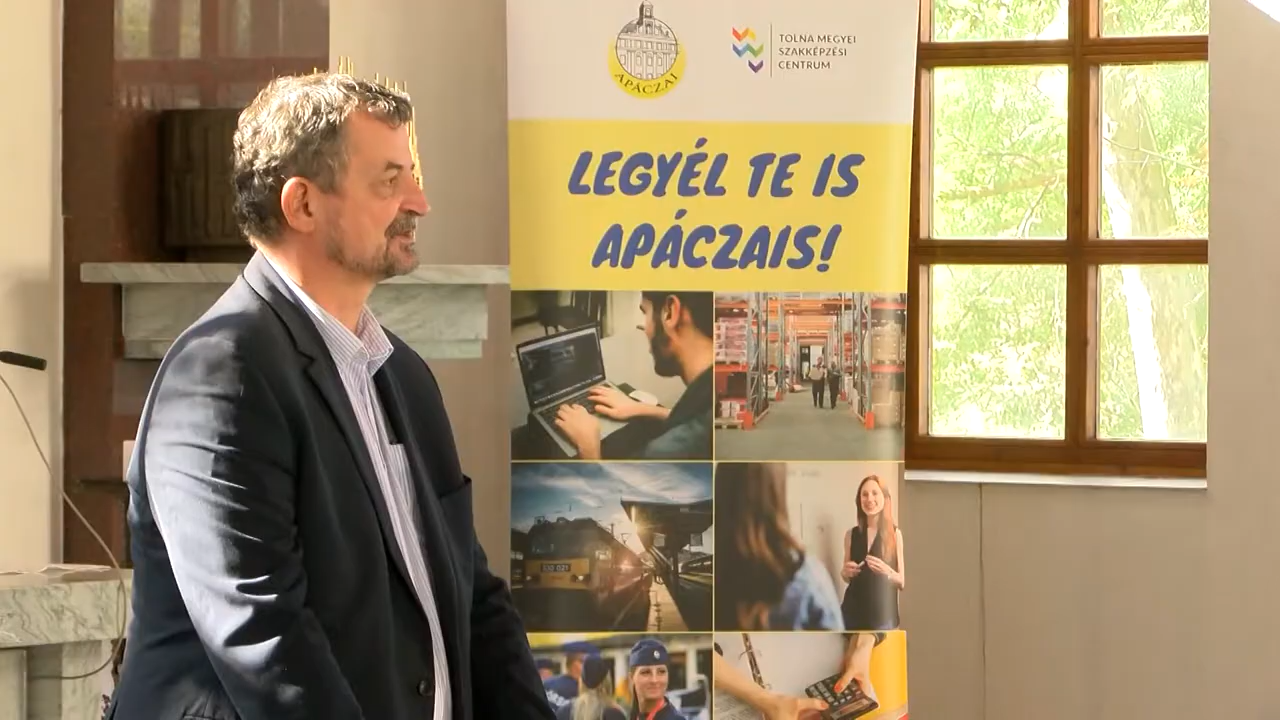 APÁCZAI
TOLNA MEGYEI
SZAKKÉPZÉSI
CENTRUM
LEGYÉL TE IS
APÁCZAIS!